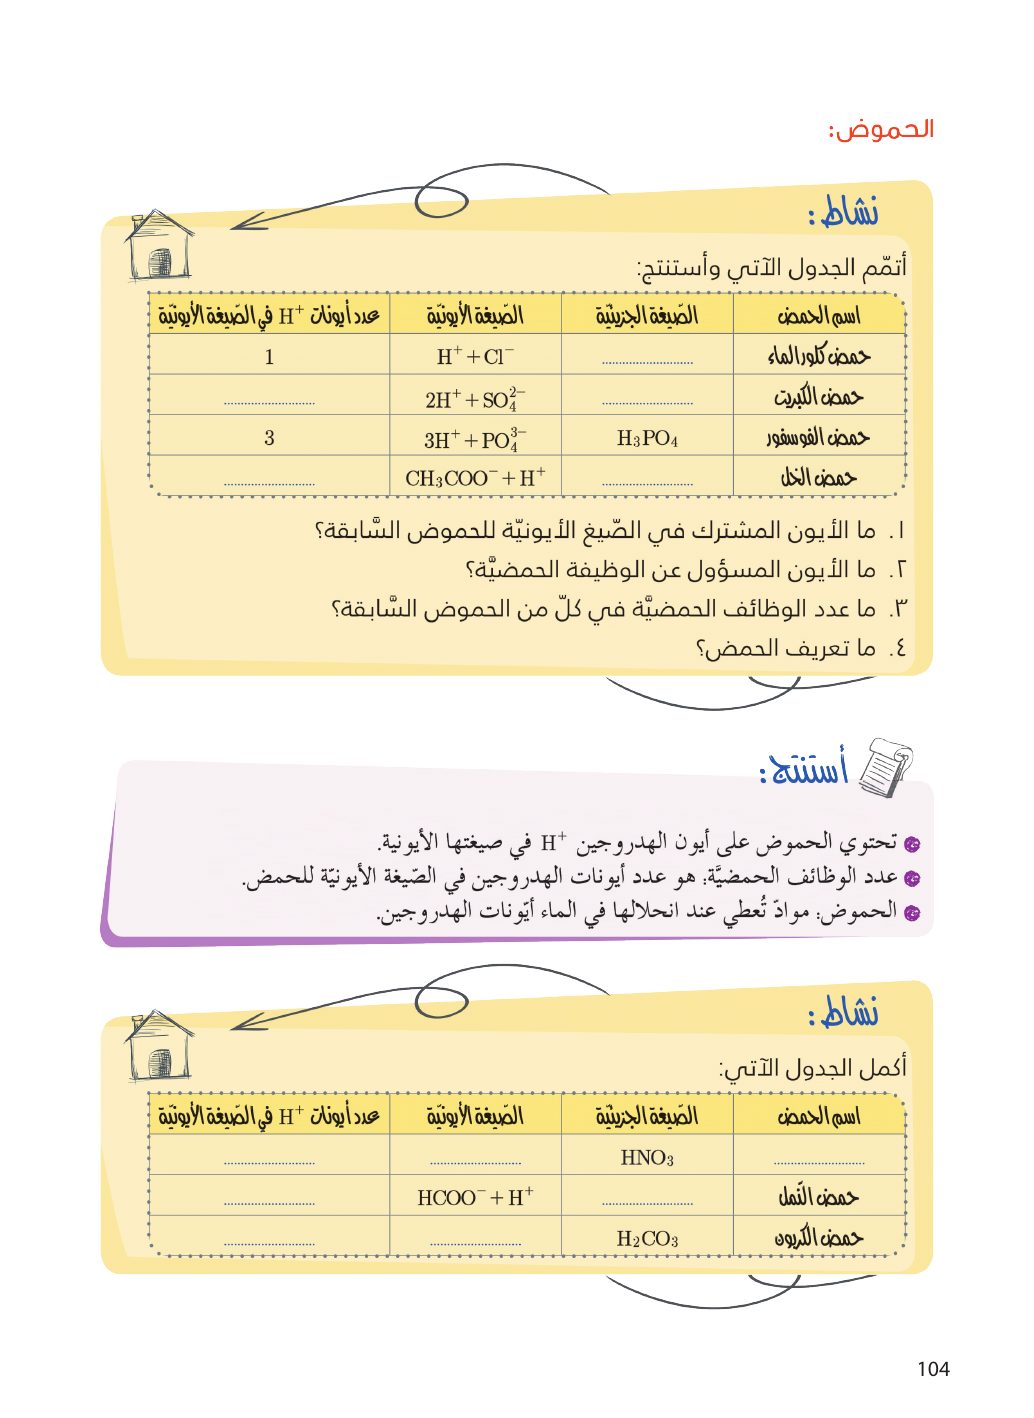 الحموض:
نشاط:
أتمّم الجدول الآتي وأستنتج:
اسم الحمض الصّيغة الجزيئيّة الصّيغة الأيونيّة عدد أيونات H⁺ في الصّيغة الأيونيّة
حمض كلور الماء ........................... H⁺ + Cl⁻ 1
حمض الكبريت ........................... 2H⁺ + SO₄²⁻ ...........................
حمض الفوسفور H₃PO₄ 3H⁺ + PO₄³⁻ 3
حمض الخل ........................... CH₃COO⁻ + H⁺ ...........................
١. ما الأيون المشترك في الصّيغ الأيونيّة للحموض السَّابقة؟
٢. ما الأيون المسؤول عن الوظيفة الحمضيَّة؟
٣. ما عدد الوظائف الحمضيَّة في كلّ من الحموض السَّابقة؟
٤. ما تعريف الحمض؟
أستنتج:
تحتوي الحموض على أيون الهدروجين H⁺ في صيغتها الأيونية.
عدد الوظائف الحمضيَّة: هو عدد أيونات الهدروجين في الصّيغة الأيونيّة للحمض.
الحموض: موادّ تُعطي عند انحلالها في الماء أيّونات الهدروجين.
نشاط:
أكمل الجدول الآتي:
اسم الحمض الصّيغة الجزيئيّة الصّيغة الأيونيّة عدد أيونات H⁺ في الصّيغة الأيونيّة
........................... HNO₃ ........................... ...........................
حمض النّمل ........................... HCOO⁻ + H⁺ ...........................
حمض الكربون H₂CO₃ ........................... ...........................
104